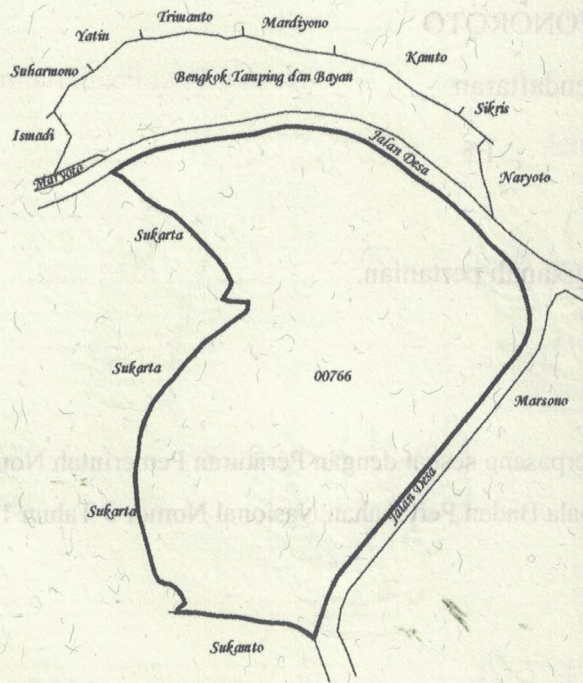 Trimanto
Mardiyono
Yatin
Kamto
Suharmono
Bengkok Tamping dan Bayan
Sikris
Ismadi
Jalan Desa
Maryoto
Naryoto
Sukarta
Sukarta
00766
Marsono
Jalan Desa
Sukarta
Sukamto